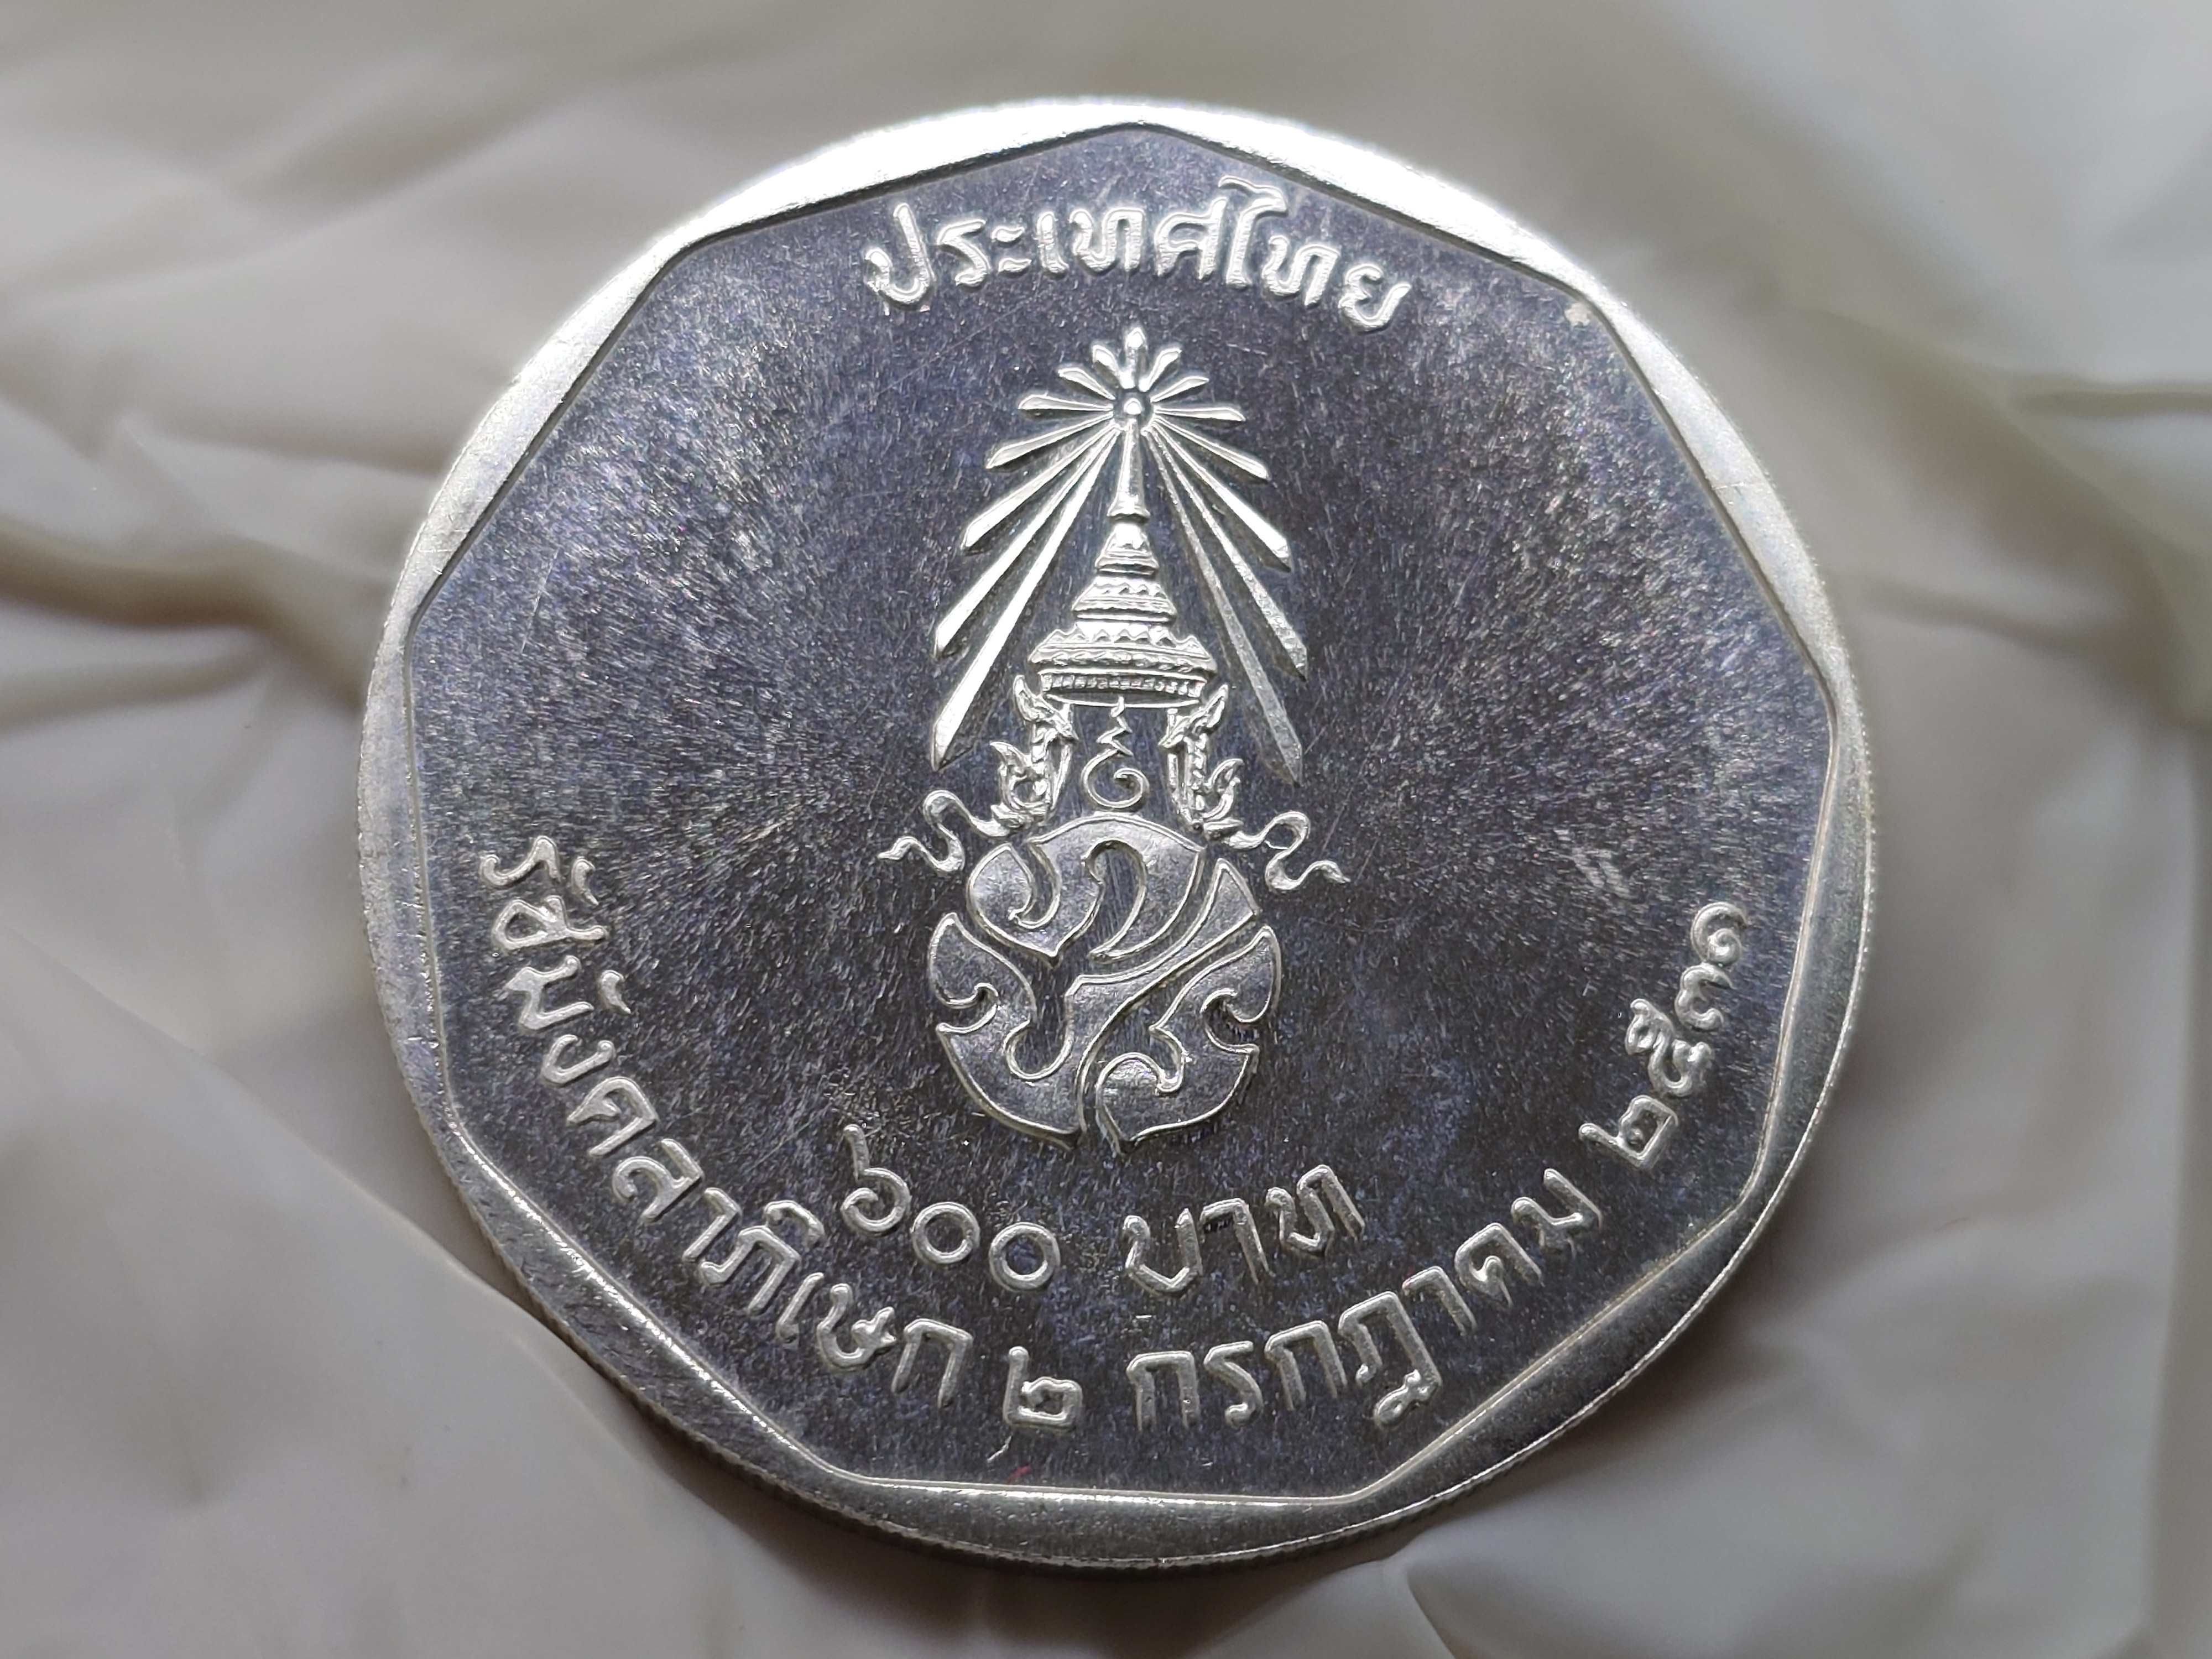 ประเทศไทย
๖๐๐ บาท
รัชมังคลาภิเษก ๒ กรกฎาคม ๒๕๓๑